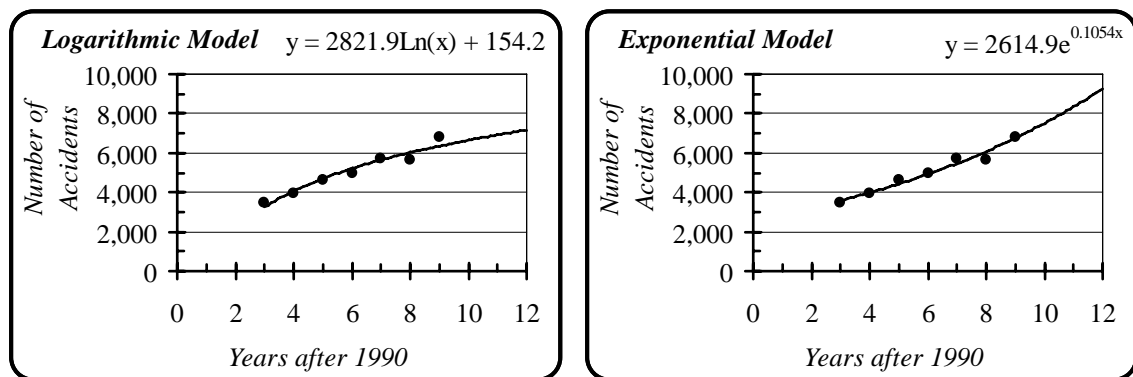 Logarithmic Model y = 2821.9Ln(x) + 154.2
Number of
Accidents
10,000
8,000
6,000
4,000
2,000
0
0 2 4 6 8 10 12
Years after 1990
Exponential Model y = 2614.9e^0.1054x
Number of
Accidents
10,000
8,000
6,000
4,000
2,000
0
0 2 4 6 8 10 12
Years after 1990